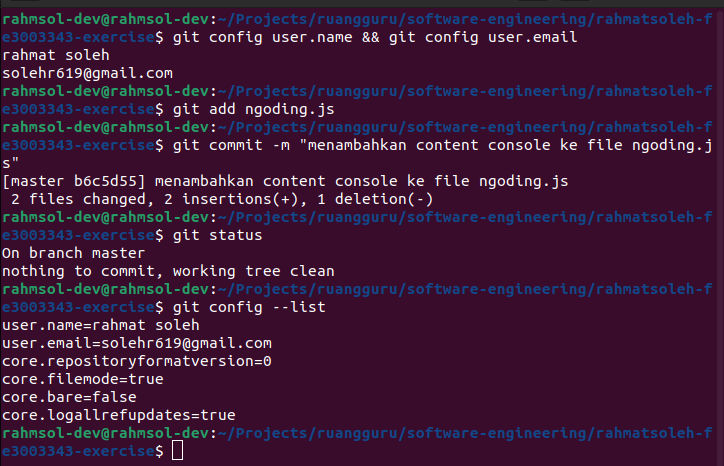 rahmsol-dev@rahmsol-dev:~/Projects/ruangguru/software-engineering/rahmatsoleh-f
e3003343-exercise$ git config user.name && git config user.email
rahmat soleh
solehr619@gmail.com
rahmsol-dev@rahmsol-dev:~/Projects/ruangguru/software-engineering/rahmatsoleh-f
e3003343-exercise$ git add ngoding.js
rahmsol-dev@rahmsol-dev:~/Projects/ruangguru/software-engineering/rahmatsoleh-f
e3003343-exercise$ git commit -m "menambahkan content console ke file ngoding.j
s"
[master b6c5d55] menambahkan content console ke file ngoding.js
 2 files changed, 2 insertions(+), 1 deletion(-)
rahmsol-dev@rahmsol-dev:~/Projects/ruangguru/software-engineering/rahmatsoleh-f
e3003343-exercise$ git status
On branch master
nothing to commit, working tree clean
rahmsol-dev@rahmsol-dev:~/Projects/ruangguru/software-engineering/rahmatsoleh-f
e3003343-exercise$ git config --list
user.name=rahmat soleh
user.email=solehr619@gmail.com
core.repositoryformatversion=0
core.filemode=true
core.bare=false
core.logallrefupdates=true
rahmsol-dev@rahmsol-dev:~/Projects/ruangguru/software-engineering/rahmatsoleh-f
e3003343-exercise$